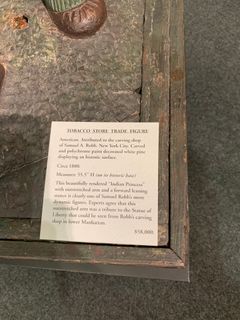 TOBACCO STORE TRADE FIGURE
American. Attributed to the carving shop
of Samuel A. Robb. New York City. Carved
and polychrome paint decorated white pine
displaying an historic surface.
Circa 1880.
Measures: 55.5" H (on its historic base)
This beautifully rendered "Indian Princess"
with outstretched arm and a forward leaning
stance is clearly one of Samuel Robb's more
dynamic figures. Experts agree that this
outstretched arm was a tribute to the Statue of
Liberty that could be seen from Robb's carving
shop in lower Manhattan.
$58,000.